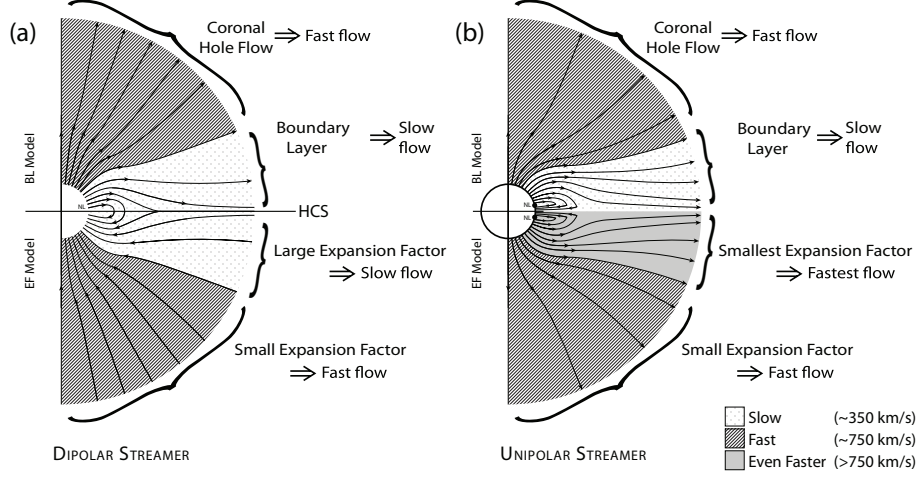 (a)
Coronal
Hole Flow ⇒ Fast flow
Boundary
Layer ⇒ Slow
flow
BL Model
NL
HCS
EF Model
Large Expansion Factor
⇒ Slow flow
Small Expansion Factor
⇒ Fast flow
DIPOLAR STREAMER
(b)
Coronal
Hole Flow ⇒ Fast flow
Boundary
Layer ⇒ Slow
flow
BL Model
NL
NL
EF Model
Smallest Expansion Factor
⇒ Fastest flow
Small Expansion Factor
⇒ Fast flow
UNIPOLAR STREAMER
Slow (~350 km/s)
Fast (~750 km/s)
Even Faster (>750 km/s)